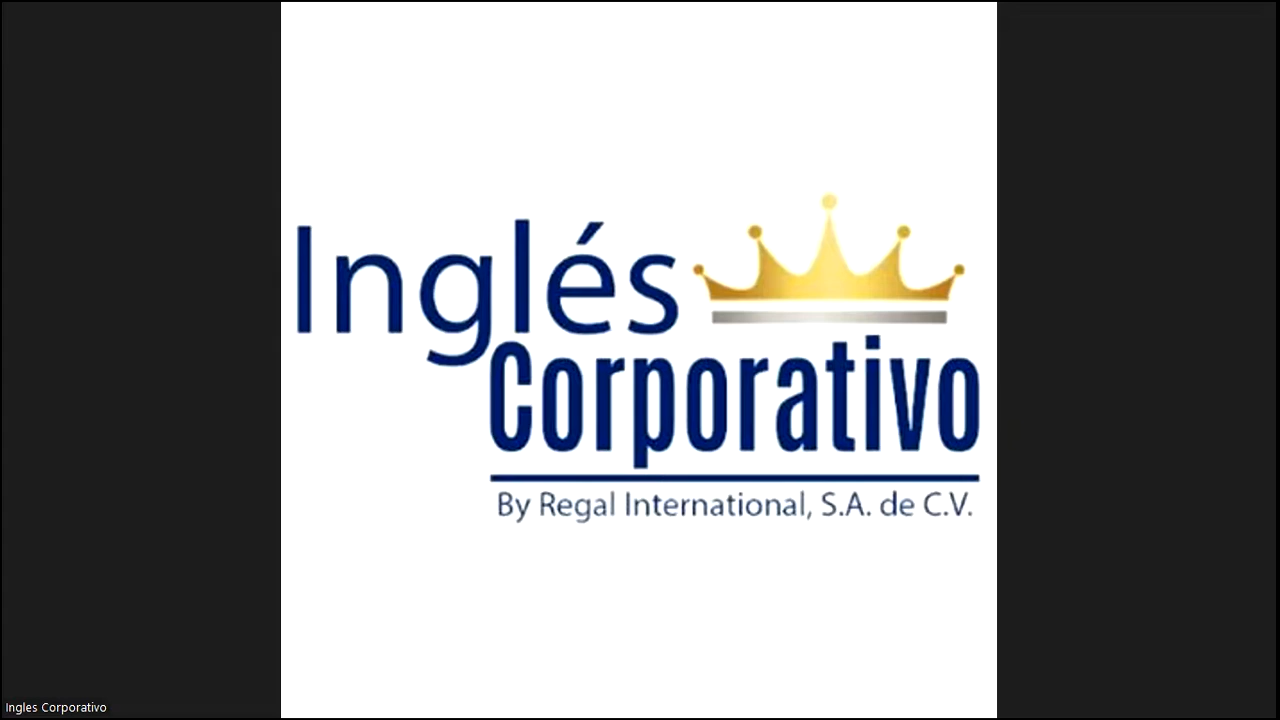 Inglés
Corporativo
By Regal International, S.A. de C.V.
Ingles Corporativo